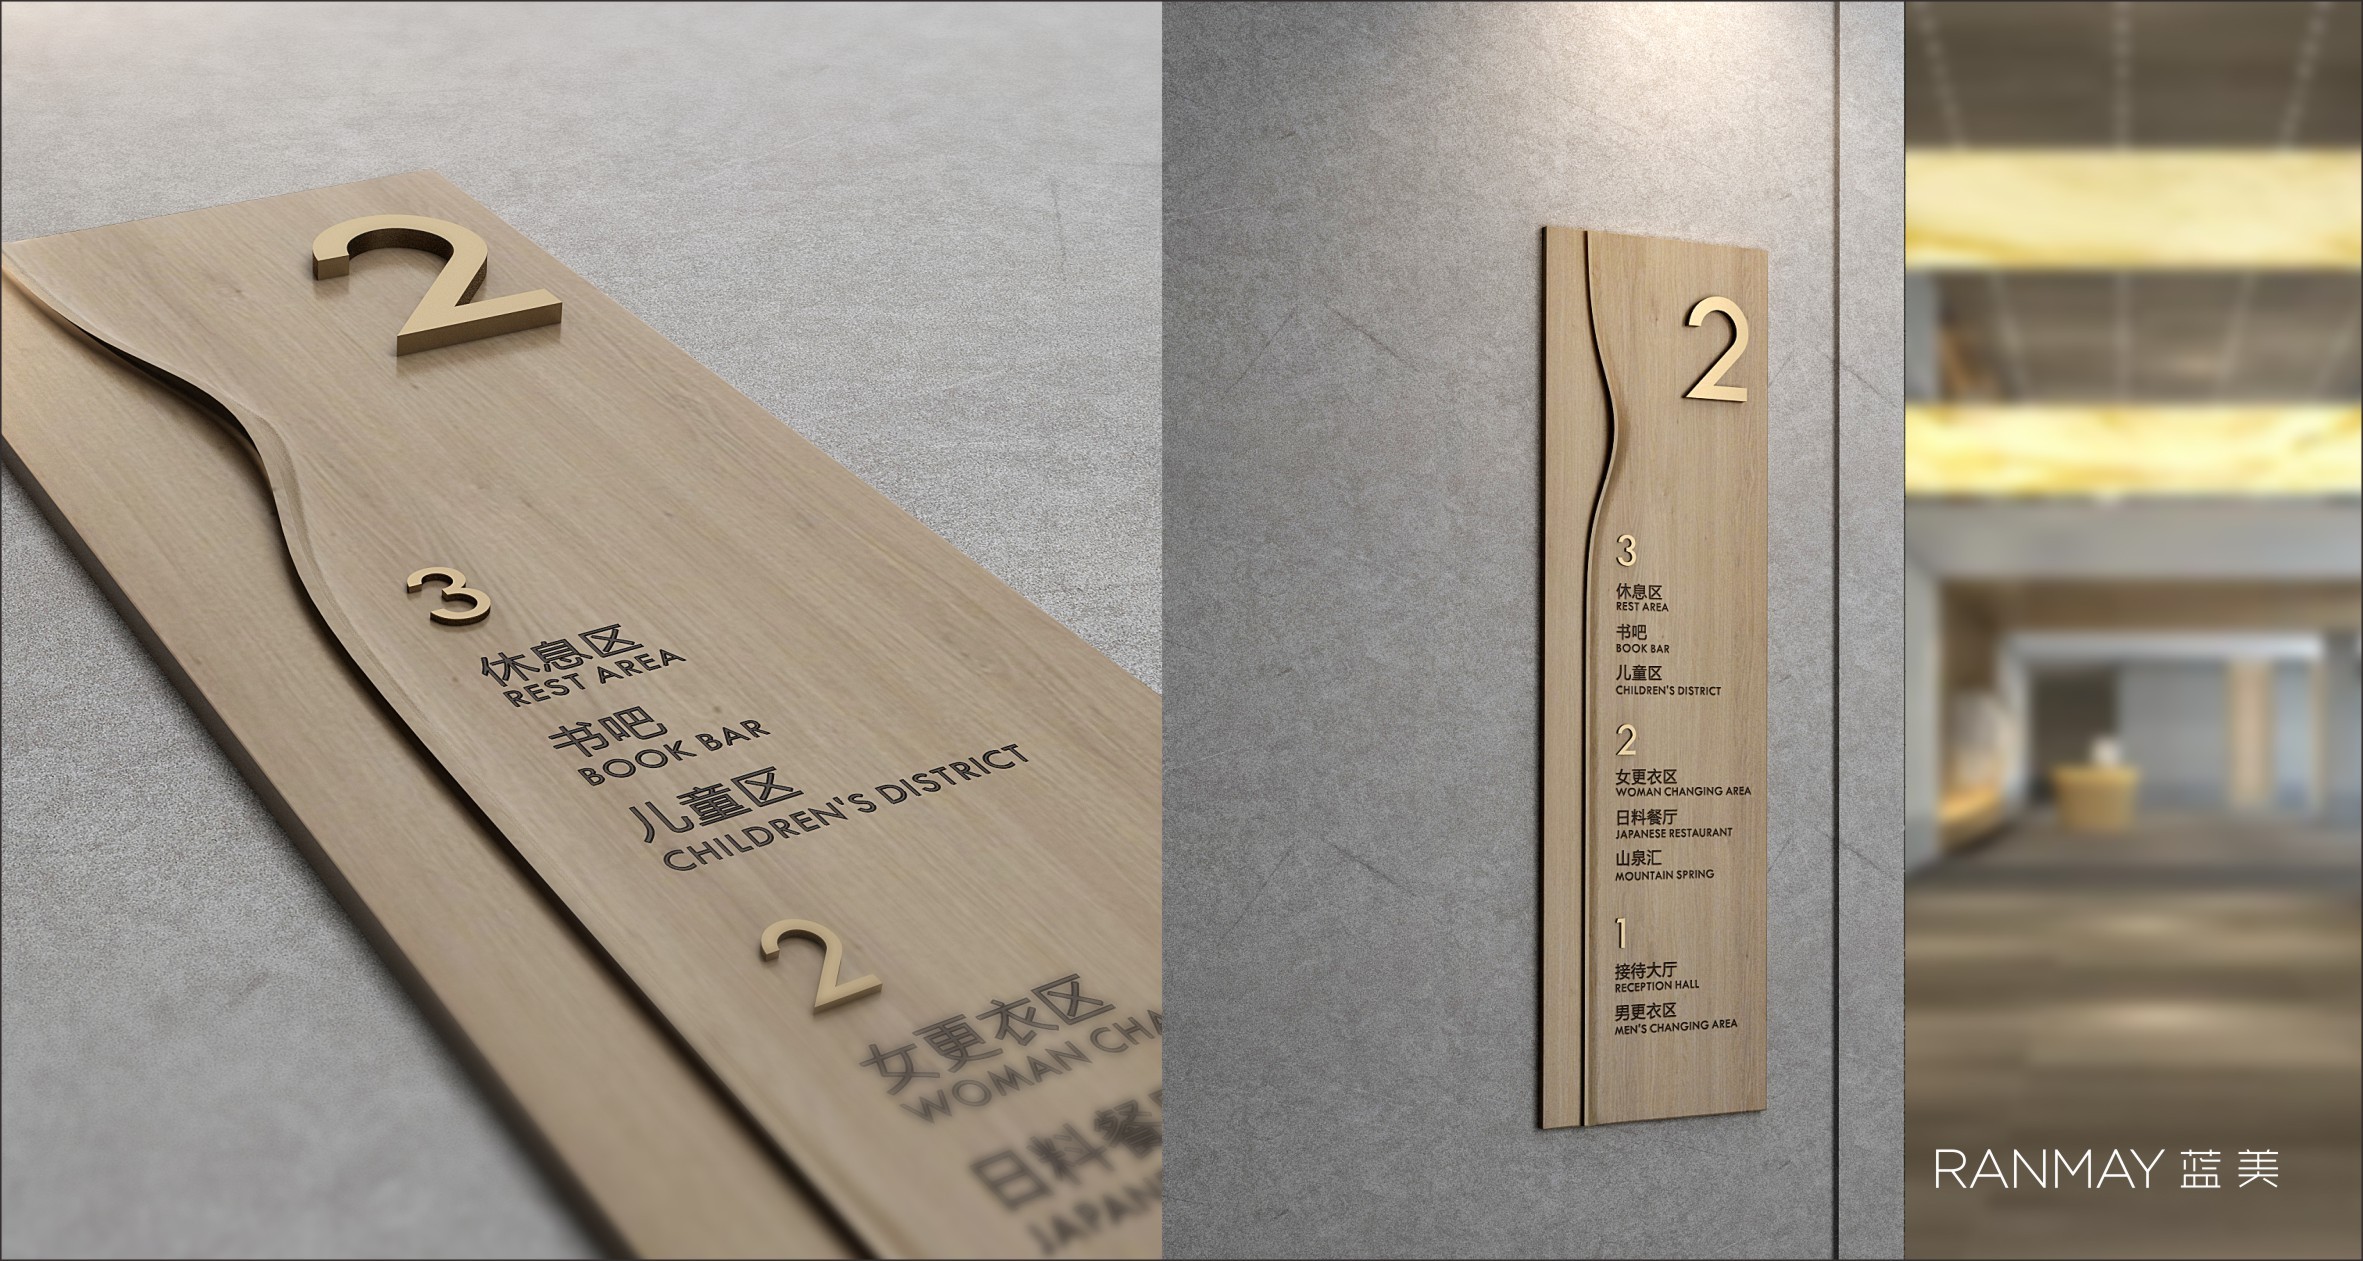 2
3
休息区
REST AREA
书吧
BOOK BAR
儿童区
CHILDREN'S DISTRICT
2
女更衣区
WOMAN CHA
日料餐
JAPAN
2
3
休息区
REST AREA
书吧
BOOK BAR
儿童区
CHILDREN'S DISTRICT
2
女更衣区
WOMAN CHANGING AREA
日料餐厅
JAPANESE RESTAURANT
山泉汇
MOUNTAIN SPRING
1
接待大厅
RECEPTION HALL
男更衣区
MEN'S CHANGING AREA
RANMAY 蓝美